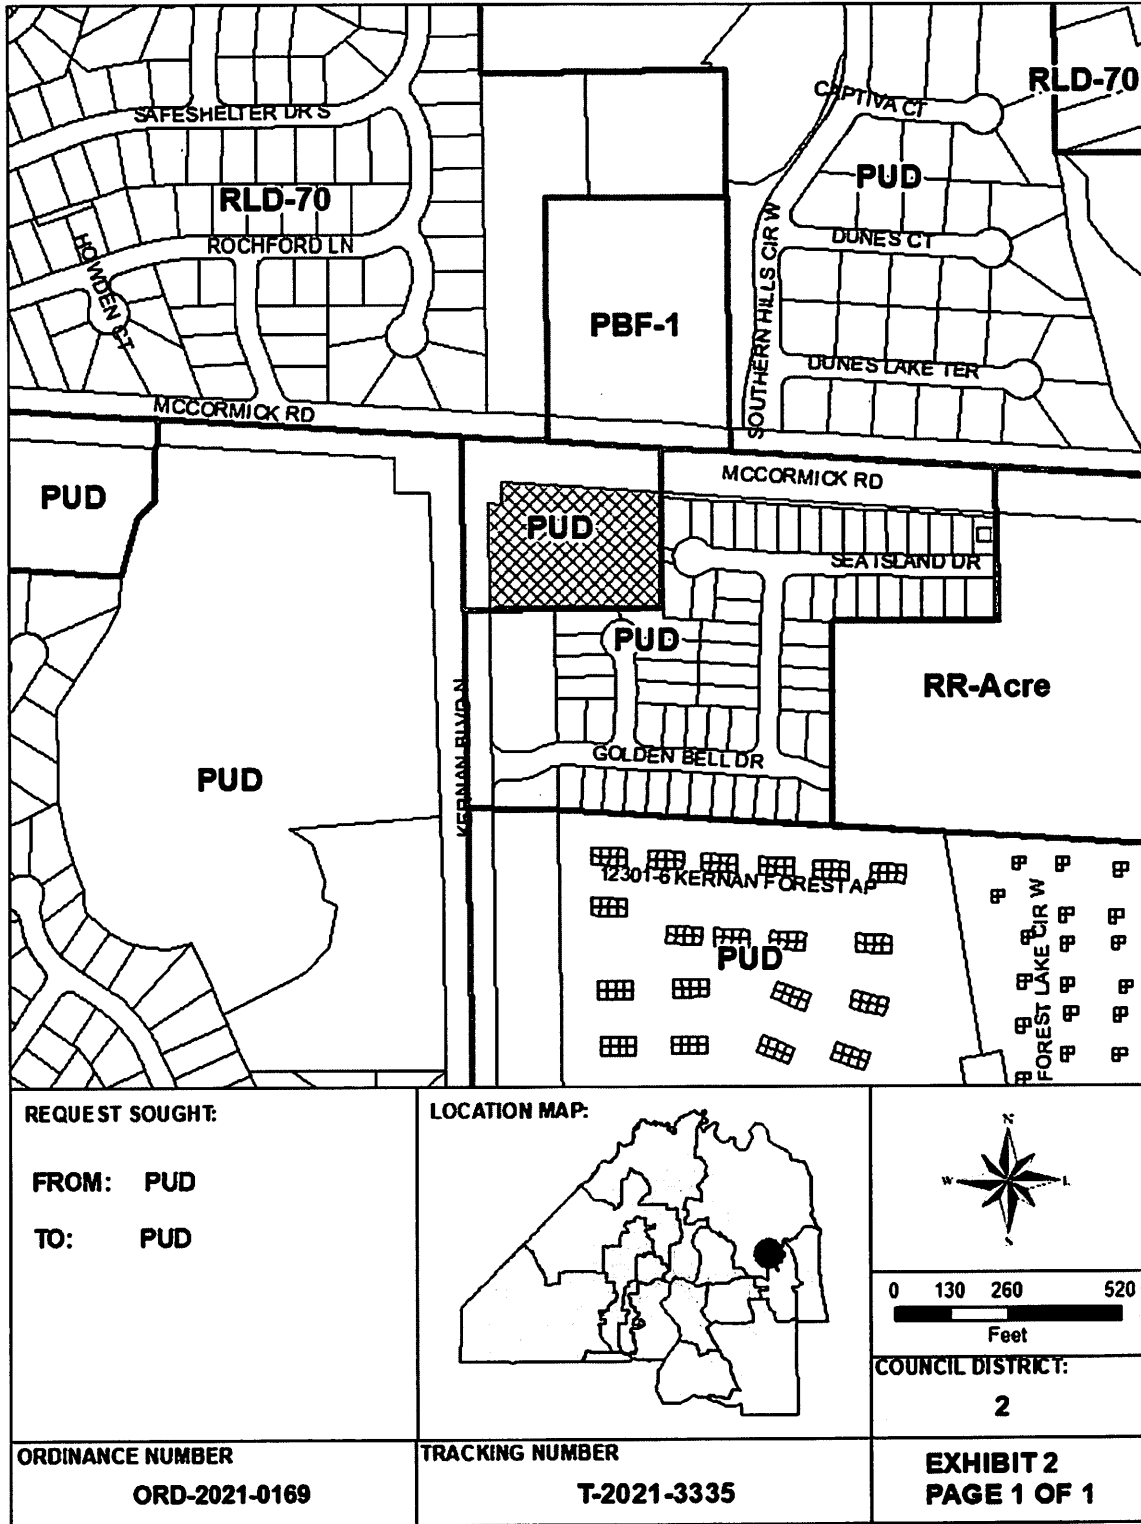 RLD-70
CAPTIVA CT
SAFESHELTER DR S
PUD
RLD-70
DUNES CT
ROCHFORD LN
HOWDEN CT
SOUTHERN HILLS CIR W
PBF-1
DUNES LAKE TER
MCCORMICK RD
MCCORMICK RD
PUD
PUD
SEA ISLAND DR
PUD
RR-Acre
KERNAN BLVD N
GOLDEN BELL DR
PUD
12301-6 KERNAN FOREST AP
FOREST LAKE CIR W
PUD
REQUEST SOUGHT:
FROM: PUD
TO: PUD
LOCATION MAP:
N
W
S
0 130 260 520
Feet
COUNCIL DISTRICT:
2
ORDINANCE NUMBER
ORD-2021-0169
TRACKING NUMBER
T-2021-3335
EXHIBIT 2
PAGE 1 OF 1